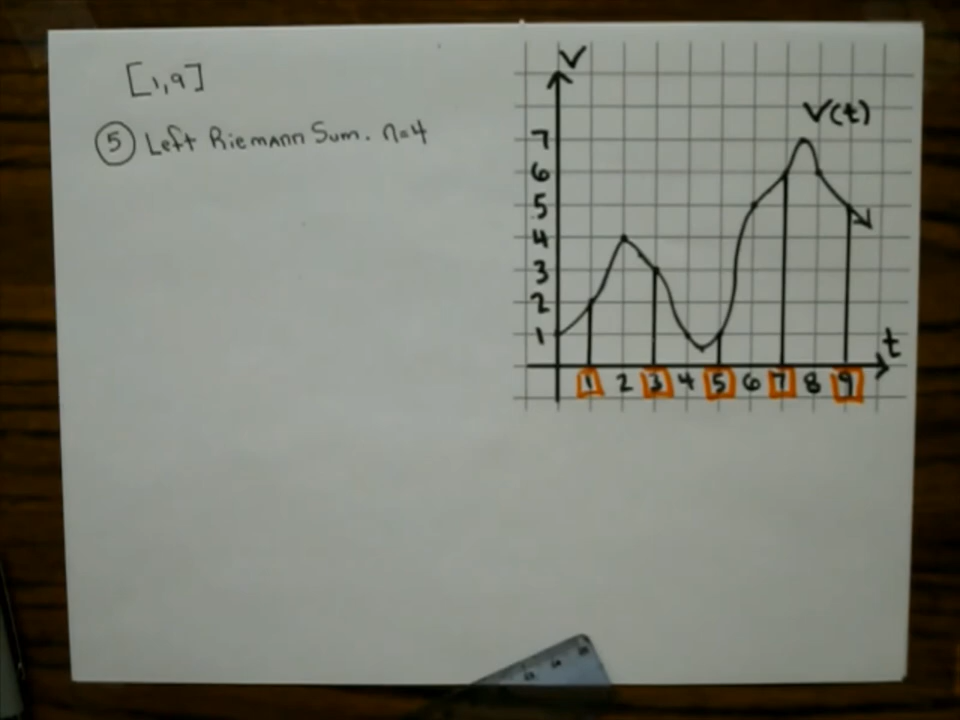 [1,9]
⑤ Left Riemann Sum. n=4
V
V(t)
7
6
5
4
3
2
1
t
1 2 3 4 5 6 7 8 9